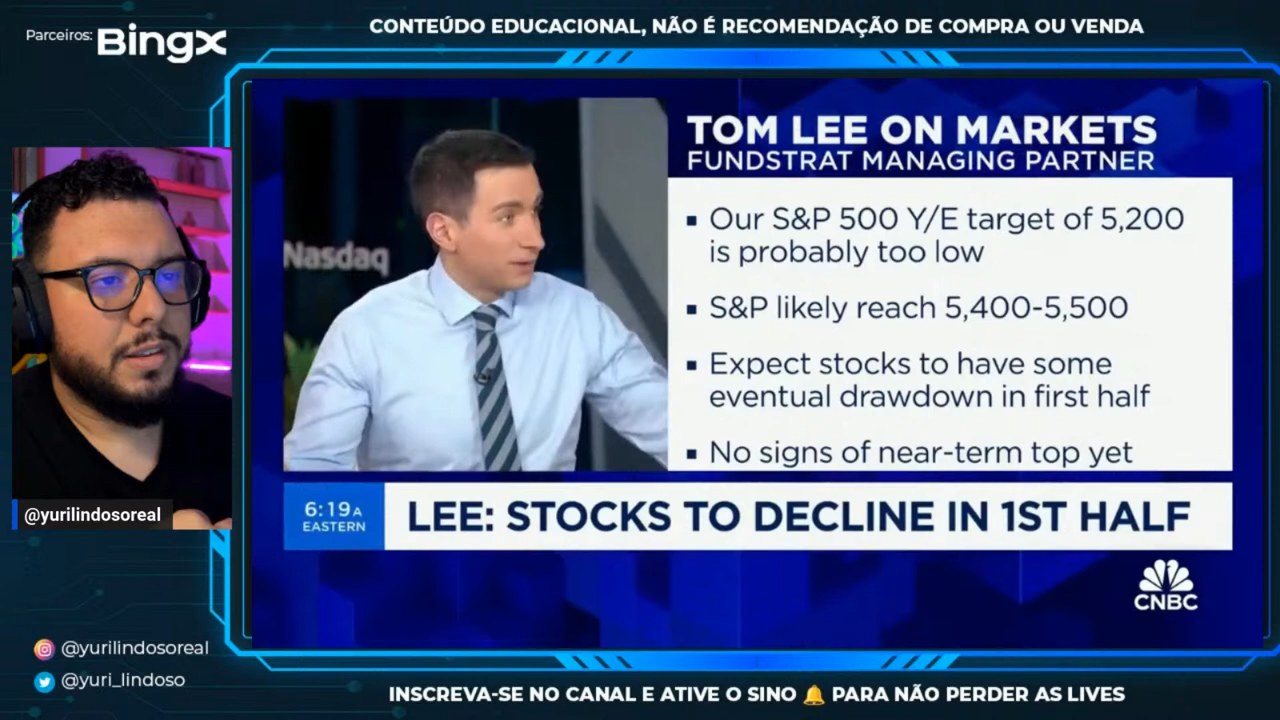 Parceiros: BingX
CONTEÚDO EDUCACIONAL, NÃO É RECOMENDAÇÃO DE COMPRA OU VENDA
Nasdaq
TOM LEE ON MARKETS
FUNDSTRAT MANAGING PARTNER
▪ Our S&P 500 Y/E target of 5,200
is probably too low
▪ S&P likely reach 5,400-5,500
▪ Expect stocks to have some
eventual drawdown in first half
▪ No signs of near-term top yet
6:19A
EASTERN
LEE: STOCKS TO DECLINE IN 1ST HALF
CNBC
@yurilindosoreal
@yurilindosoreal
@yuri_lindoso
INSCREVA-SE NO CANAL E ATIVE O SINO 🔔 PARA NÃO PERDER AS LIVES